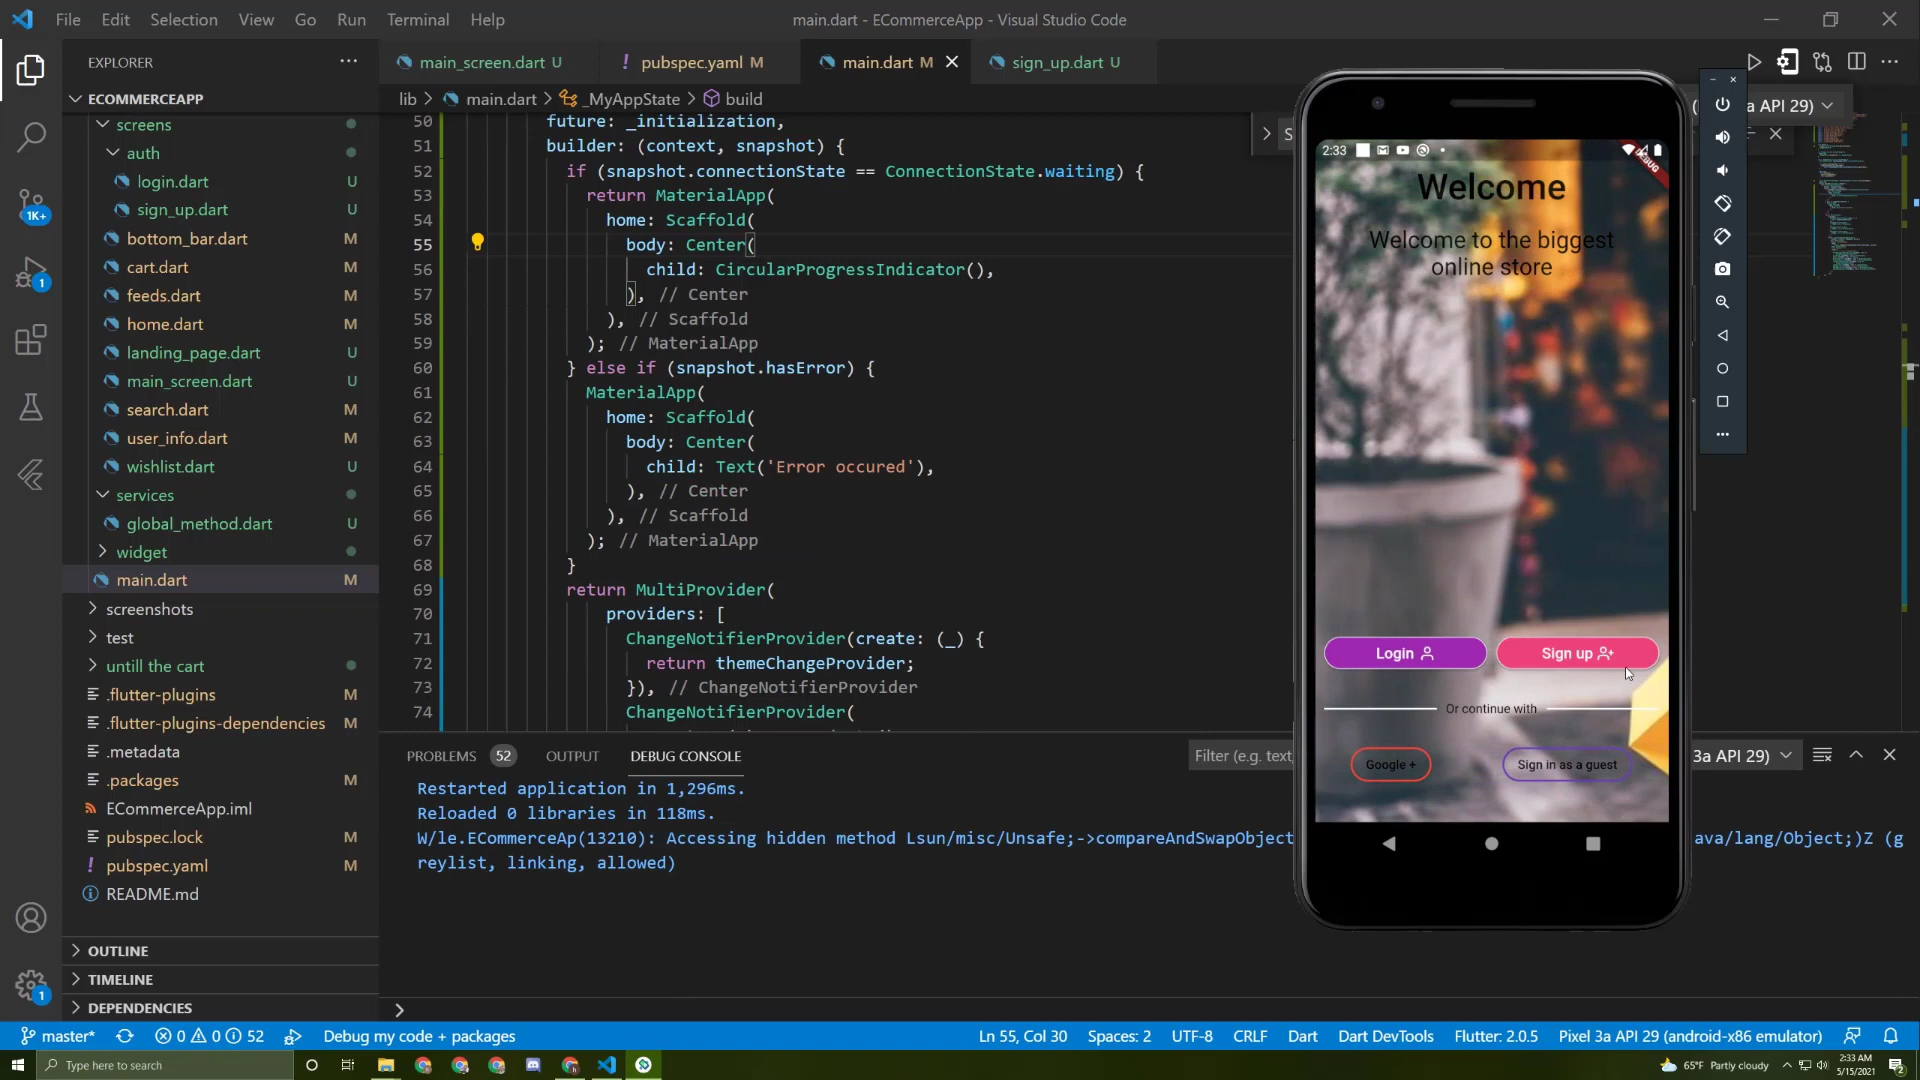 File Edit Selection View Go Run Terminal Help
main.dart - ECommerceApp - Visual Studio Code
EXPLORER
main_screen.dart U
! pubspec.yaml M
main.dart M
sign_up.dart U
ECOMMERCEAPP
screens
auth
login.dart U
sign_up.dart U
bottom_bar.dart M
cart.dart M
feeds.dart M
home.dart M
landing_page.dart U
main_screen.dart U
search.dart M
user_info.dart M
wishlist.dart U
services
global_method.dart U
widget
main.dart M
screenshots
test
untill the cart
.flutter-plugins M
.flutter-plugins-dependencies M
.metadata
.packages M
ECommerceApp.iml
pubspec.lock M
! pubspec.yaml M
README.md
OUTLINE
TIMELINE
DEPENDENCIES
1K+
1
1
lib > main.dart > _MyAppState > build
50 future: _initialization,
51 builder: (context, snapshot) {
52 if (snapshot.connectionState == ConnectionState.waiting) {
53 return MaterialApp(
54 home: Scaffold(
55 body: Center(
56 child: CircularProgressIndicator(),
57 ), // Center
58 ), // Scaffold
59 ); // MaterialApp
60 } else if (snapshot.hasError) {
61 MaterialApp(
62 home: Scaffold(
63 body: Center(
64 child: Text('Error occured'),
65 ), // Center
66 ), // Scaffold
67 ); // MaterialApp
68 }
69 return MultiProvider(
70 providers: [
71 ChangeNotifierProvider(create: (_) {
72 return themeChangeProvider;
73 }), // ChangeNotifierProvider
74 ChangeNotifierProvider(
PROBLEMS 52 OUTPUT DEBUG CONSOLE
Filter (e.g. text,
3a API 29)
Restarted application in 1,296ms.
Reloaded 0 libraries in 118ms.
W/le.ECommerceAp(13210): Accessing hidden method Lsun/misc/Unsafe;->compareAndSwapObject
ava/lang/Object;)Z (g
reylist, linking, allowed)
( a API 29)
S
2:33
DEBUG
Welcome
Welcome to the biggest
online store
Login
Sign up
Or continue with
Google +
Sign in as a guest
master* 0 0 52 Debug my code + packages
Ln 55, Col 30 Spaces: 2 UTF-8 CRLF Dart Dart DevTools Flutter: 2.0.5 Pixel 3a API 29 (android-x86 emulator)
Type here to search
65°F Partly cloudy
2:33 AM
5/15/2021
2